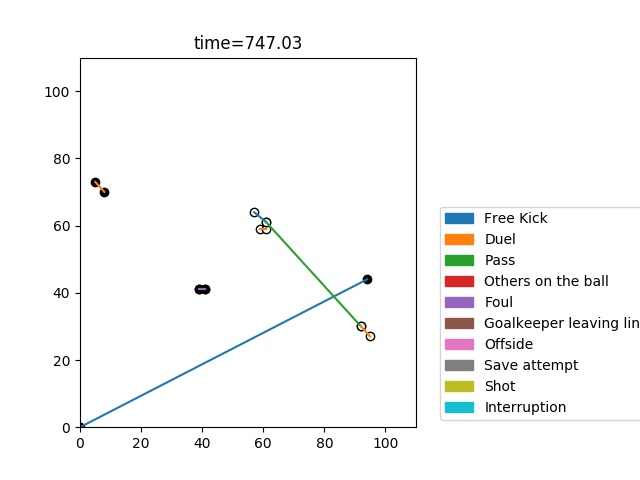 time=747.03
100
80
60
40
20
0
0 20 40 60 80 100
Free Kick
Duel
Pass
Others on the ball
Foul
Goalkeeper leaving lin
Offside
Save attempt
Shot
Interruption